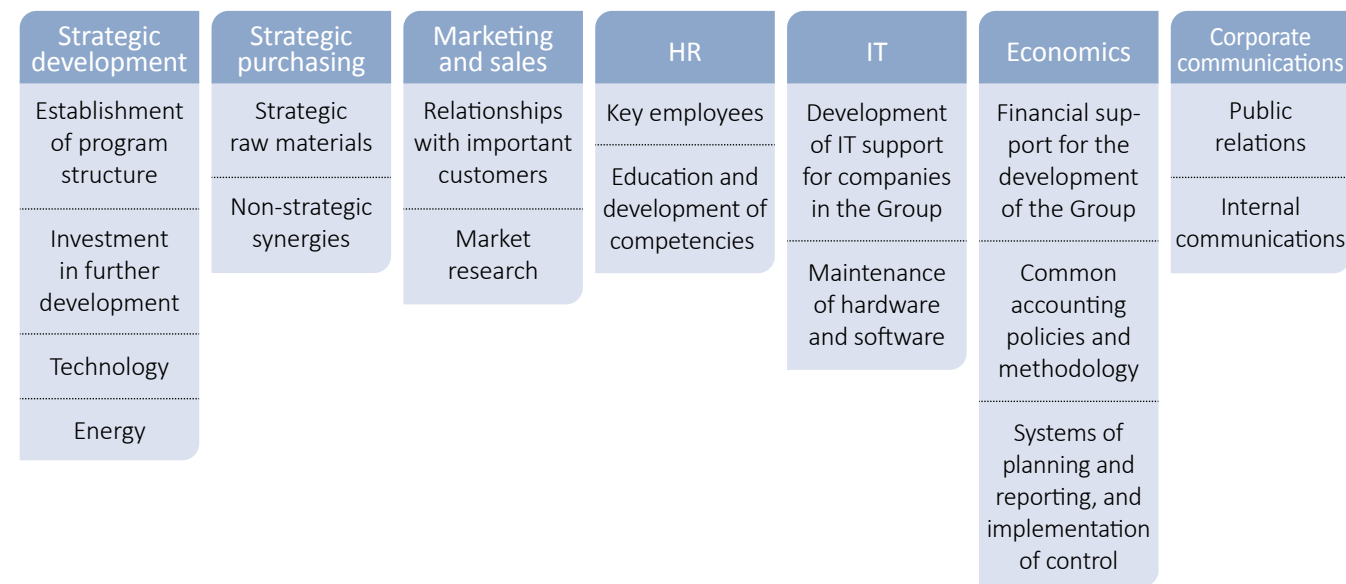 Strategic
development
Establishment
of program
structure
Investment
in further
development
Technology
Energy
Strategic
purchasing
Strategic
raw materials
Non-strategic
synergies
Marketing
and sales
Relationships
with important
customers
Market
research
HR
Key employees
Education and
development of
competencies
IT
Development
of IT support
for companies
in the Group
Maintenance
of hardware
and software
Economics
Financial sup-
port for the
development
of the Group
Common
accounting
policies and
methodology
Systems of
planning and
reporting, and
implementation
of control
Corporate
communications
Public
relations
Internal
communications